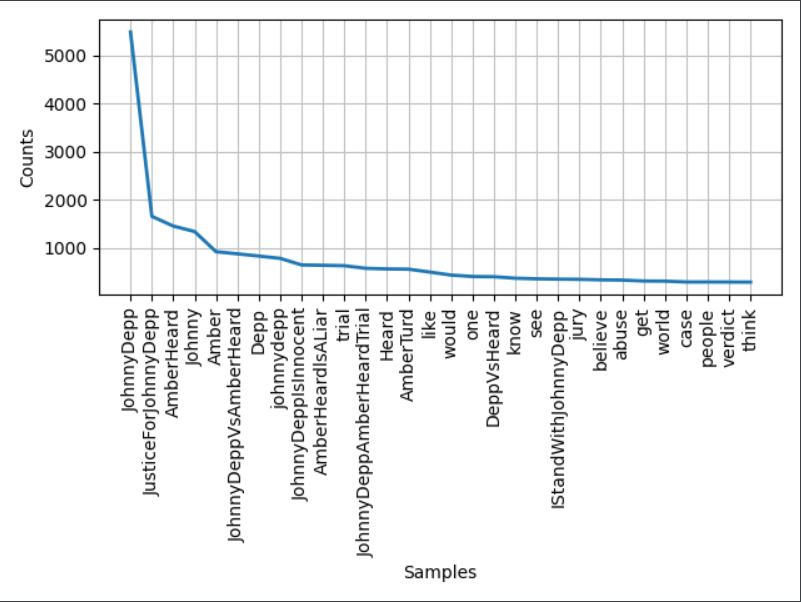 5000
4000
3000
2000
1000
Counts
JohnnyDepp
JusticeForJohnnyDepp
AmberHeard
Johnny
Amber
JohnnyDeppVsAmberHeard
Depp
johnnydepp
JohnnyDeppIsInnocent
AmberHeardIsALiar
trial
JohnnyDeppAmberHeardTrial
Heard
AmberTurd
like
would
one
DeppVsHeard
know
see
IStandWithJohnnyDepp
jury
believe
abuse
get
world
case
people
verdict
think
Samples